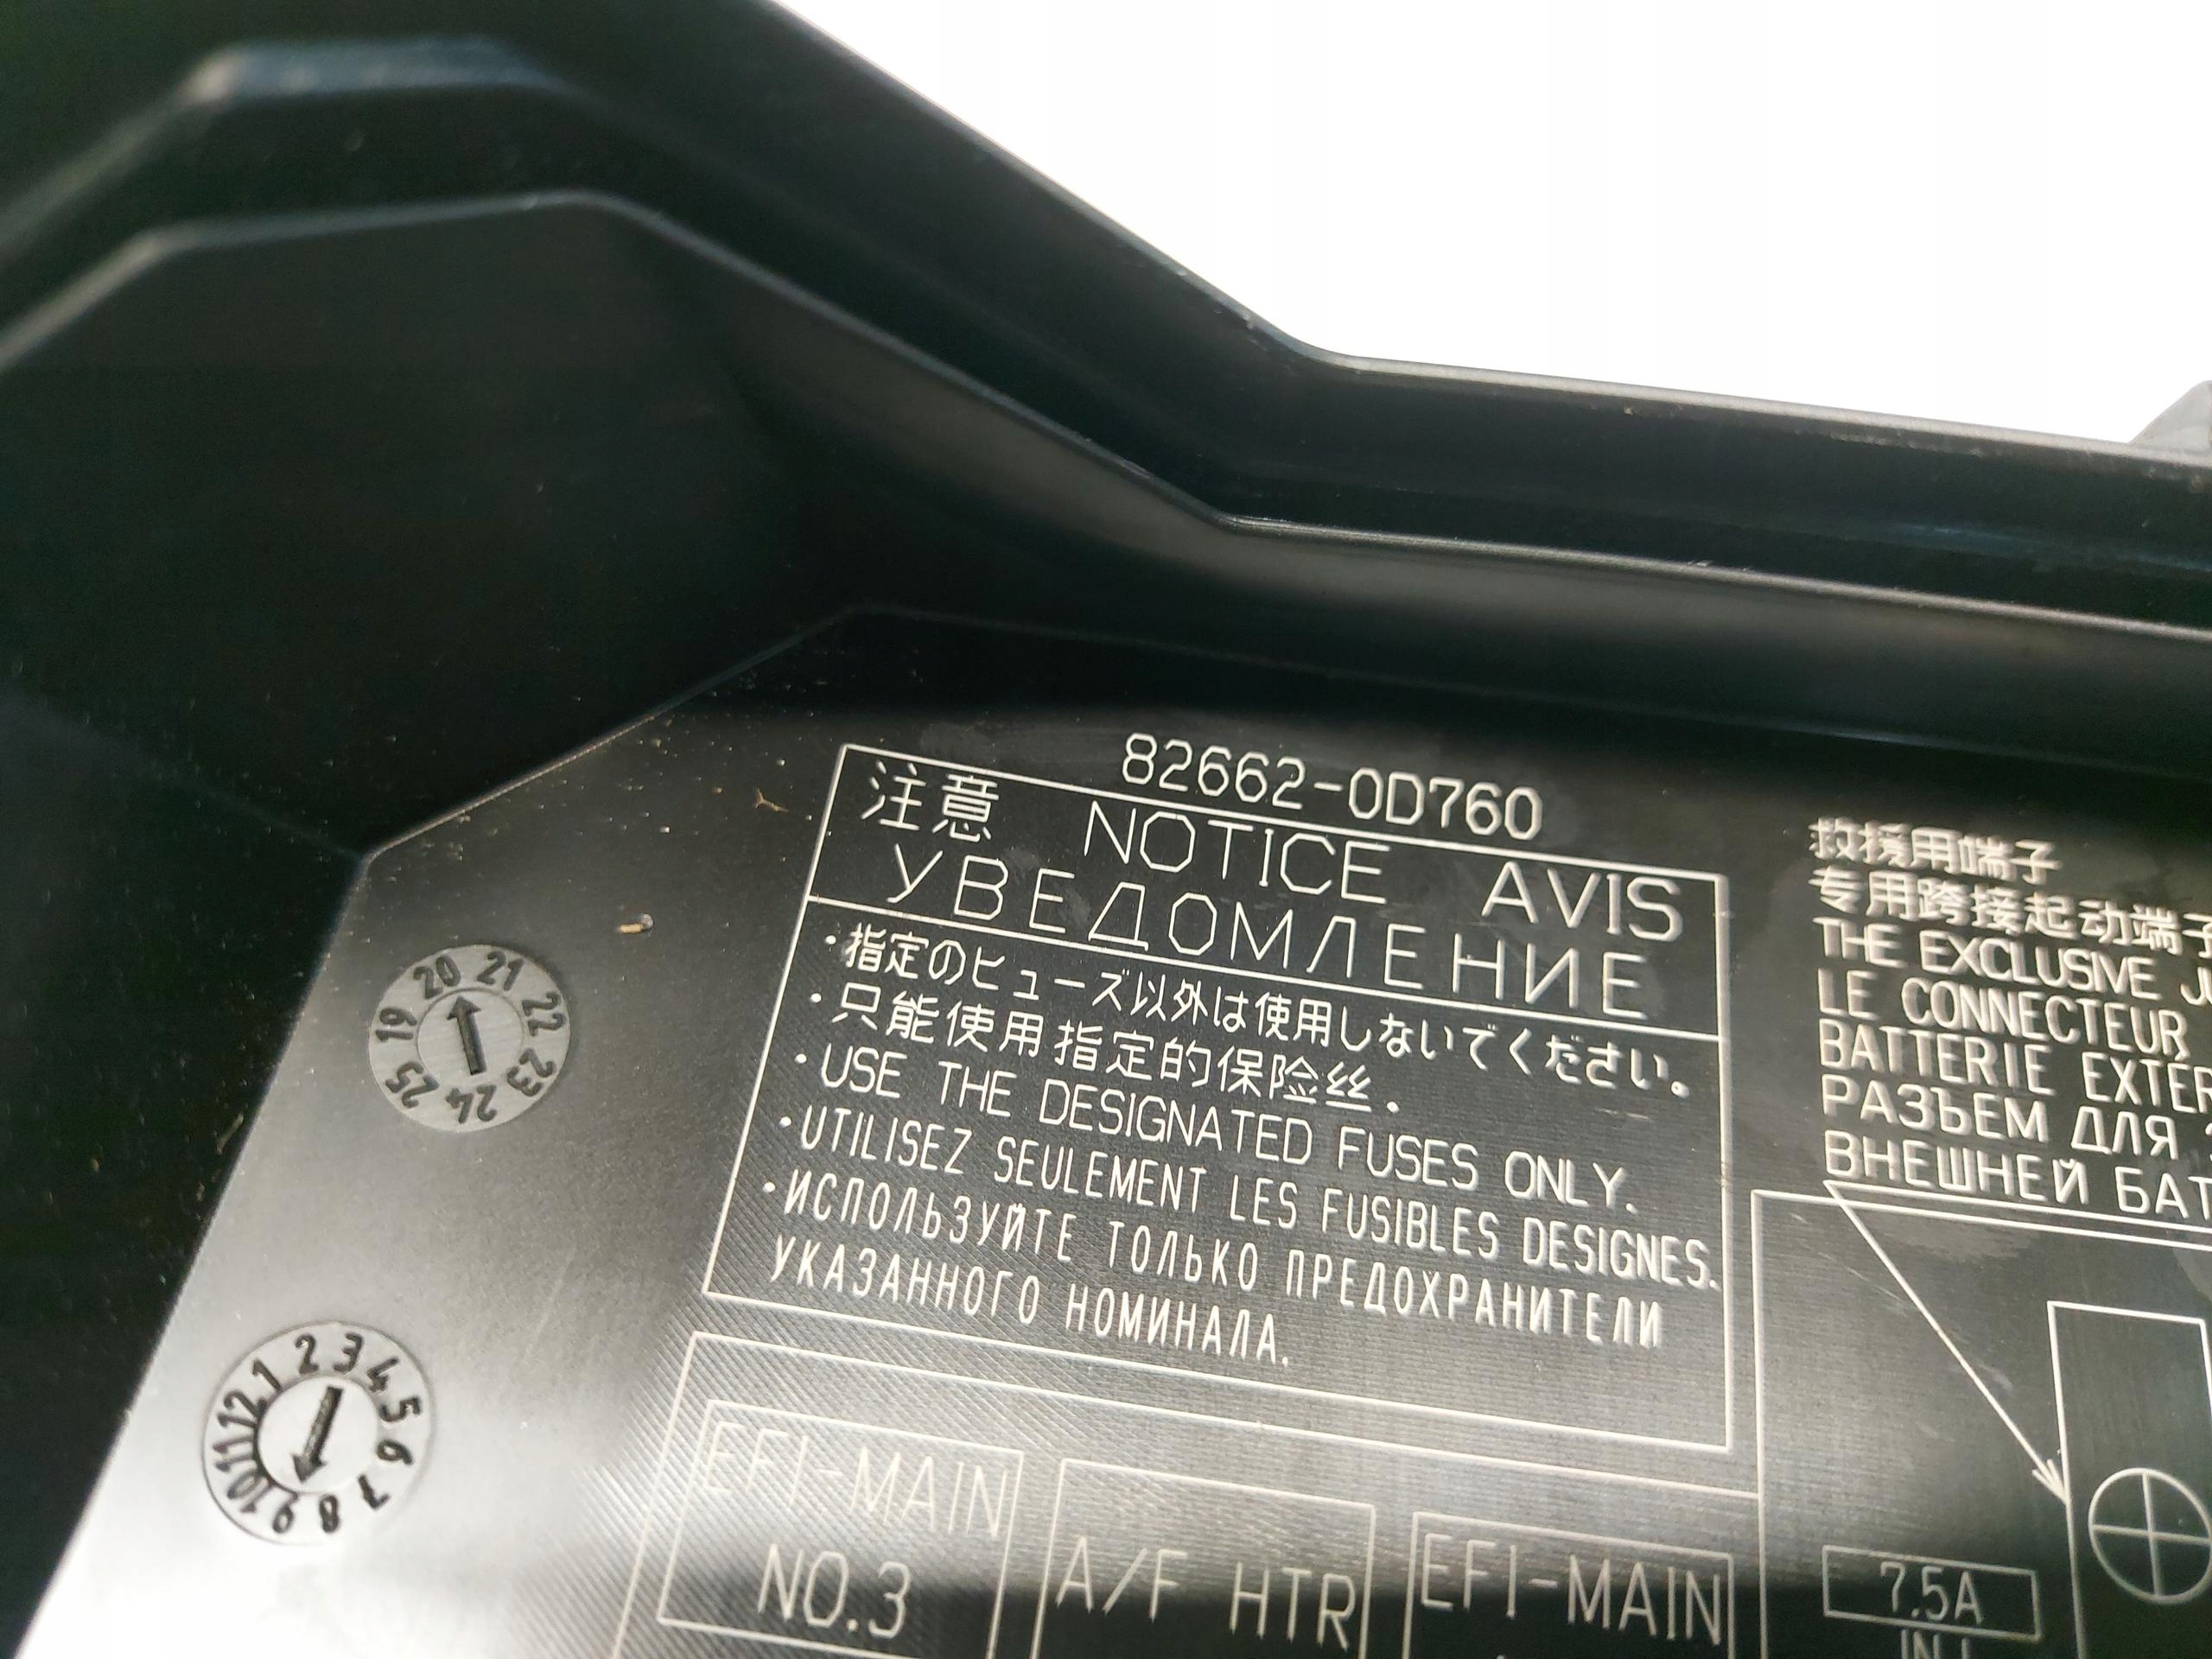 82662-0D760
注意 NOTICE AVIS
УВЕДОМЛЕНИЕ
・指定のヒューズ以外は使用しないでください。
・只能使用指定的保险丝.
・USE THE DESIGNATED FUSES ONLY.
・UTILISEZ SEULEMENT LES FUSIBLES DESIGNES.
・ИСПОЛЬЗУЙТЕ ТОЛЬКО ПРЕДОХРАНИТЕЛИ
УКАЗАННОГО НОМИНАЛА.
救援用端子
专用跨接起动端子
THE EXCLUSIVE
LE CONNECTEUR
BATTERIE
РАЗЪЕМ ДЛЯ
ВНЕШНЕЙ
19 20 21 22 23 24 25
1 2 3 4 5 6 7 8 9 10 11 12
EFI-MAIN
NO.3
A/F HTR
EFI-MAIN
7.5A